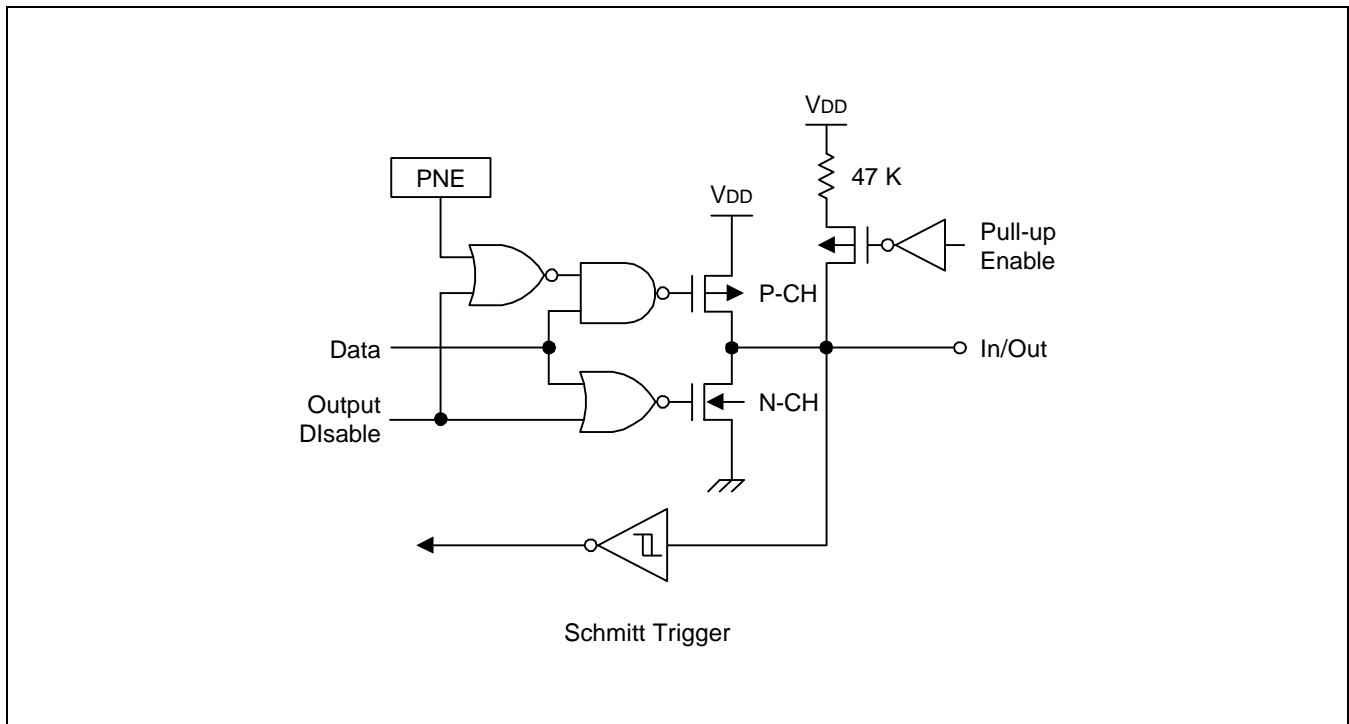 VDD
47 K
PNE
VDD
Pull-up
Enable
P-CH
Data
In/Out
N-CH
Output
DIsable
Schmitt Trigger